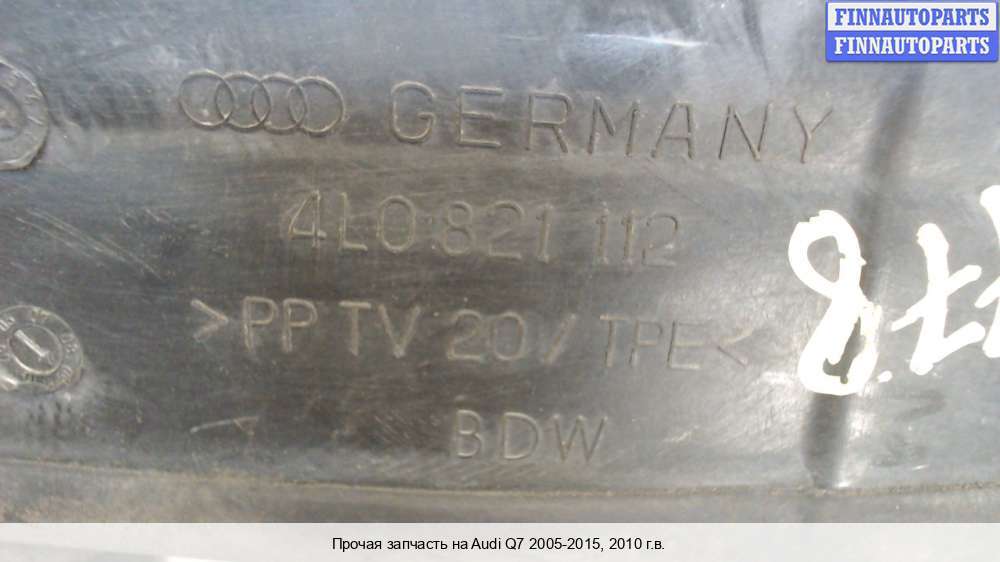 FINNAUTOPARTS
FINNAUTOPARTS
GERMANY
4L0 821 112
>PP TV 20/TPE<
BDW
Прочая запчасть на Audi Q7 2005-2015, 2010 г.в.